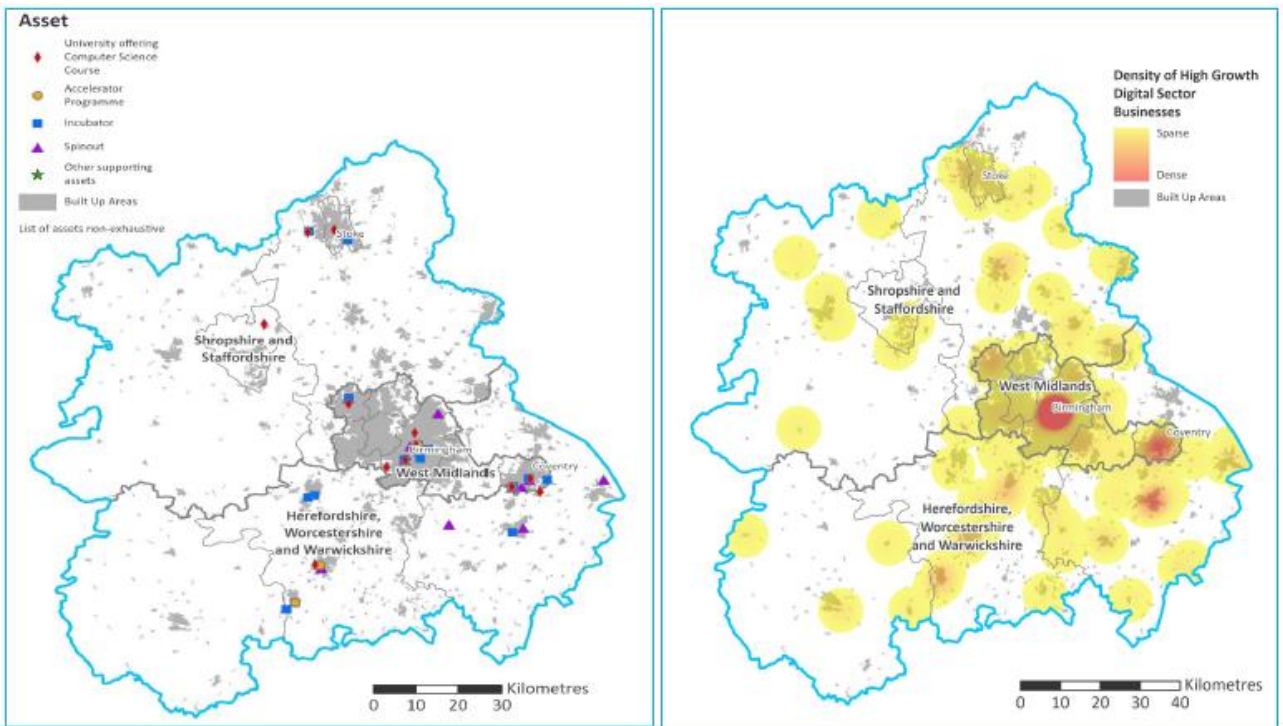 Asset
University offering
Computer Science
Course
Accelerator
Programme
Incubator
Spinout
Other supporting
assets
Built Up Areas
List of assets non-exhaustive
Stoke
Shropshire and
Staffordshire
Birmingham
West Midlands
Coventry
Herefordshire,
Worcestershire
and Warwickshire
0 10 20 30 40 Kilometres
Density of High Growth
Digital Sector
Businesses
Sparse
Dense
Built Up Areas
Stoke
Shropshire and
Staffordshire
West Midlands
Birmingham
Coventry
Herefordshire,
Worcestershire
and Warwickshire
Kilometres
0 10 20 30 40